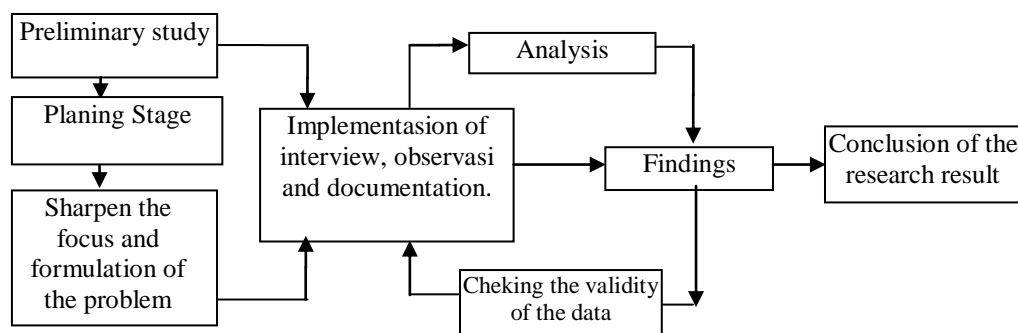 Preliminary study
Planing Stage
Sharpen the
focus and
formulation of
the problem
Implementasion of
interview, observasi
and documentation.
Analysis
Findings
Cheking the validity
of the data
Conclusion of the
research result